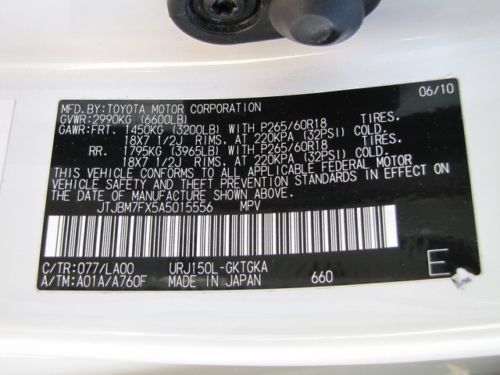 MFD.BY:TOYOTA MOTOR CORPORATION 06/10
GVWR:2990KG (6600LB)
GAWR:FRT. 1450KG (3200LB) WITH P265/60R18 TIRES.
18X7 1/2J RIMS. AT 220KPA (32PSI) COLD.
RR. 1795KG (3965LB) WITH P265/60R18 TIRES.
18X7 1/2J RIMS. AT 220KPA (32PSI) COLD.
THIS VEHICLE CONFORMS TO ALL APPLICABLE FEDERAL MOTOR
VEHICLE SAFETY AND THEFT PREVENTION STANDARDS IN EFFECT
ON THE DATE OF MANUFACTURE SHOWN ABOVE.
JTJBM7FX5A5015556 MPV
C/TR:077/LA00 URJ150L-GKTGKA E
A/TM:A01A/A760F MADE IN JAPAN 660